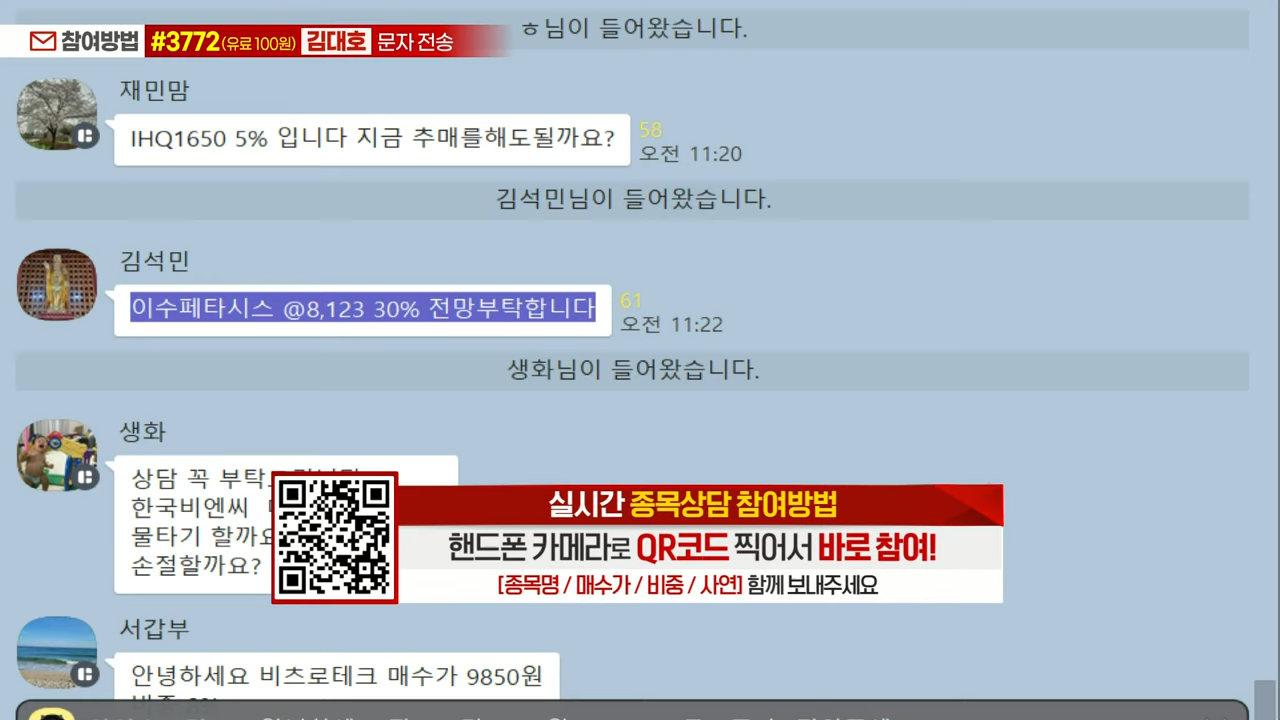 ㅎ님이 들어왔습니다.
참여방법 #3772(유료100원) 김대호 문자 전송
재민맘
IHQ1650 5% 입니다 지금 추매를해도될까요?
58
오전 11:20
김석민님이 들어왔습니다.
김석민
이수페타시스 @8,123 30% 전망부탁합니다
61
오전 11:22
생화님이 들어왔습니다.
생화
상담 꼭 부탁
한국비엔씨
물타기 할까요
손절할까요?
실시간 종목상담 참여방법
핸드폰 카메라로 QR코드 찍어서 바로 참여!
[종목명 / 매수가 / 비중 / 사연] 함께 보내주세요
서갑부
안녕하세요 비츠로테크 매수가 9850원